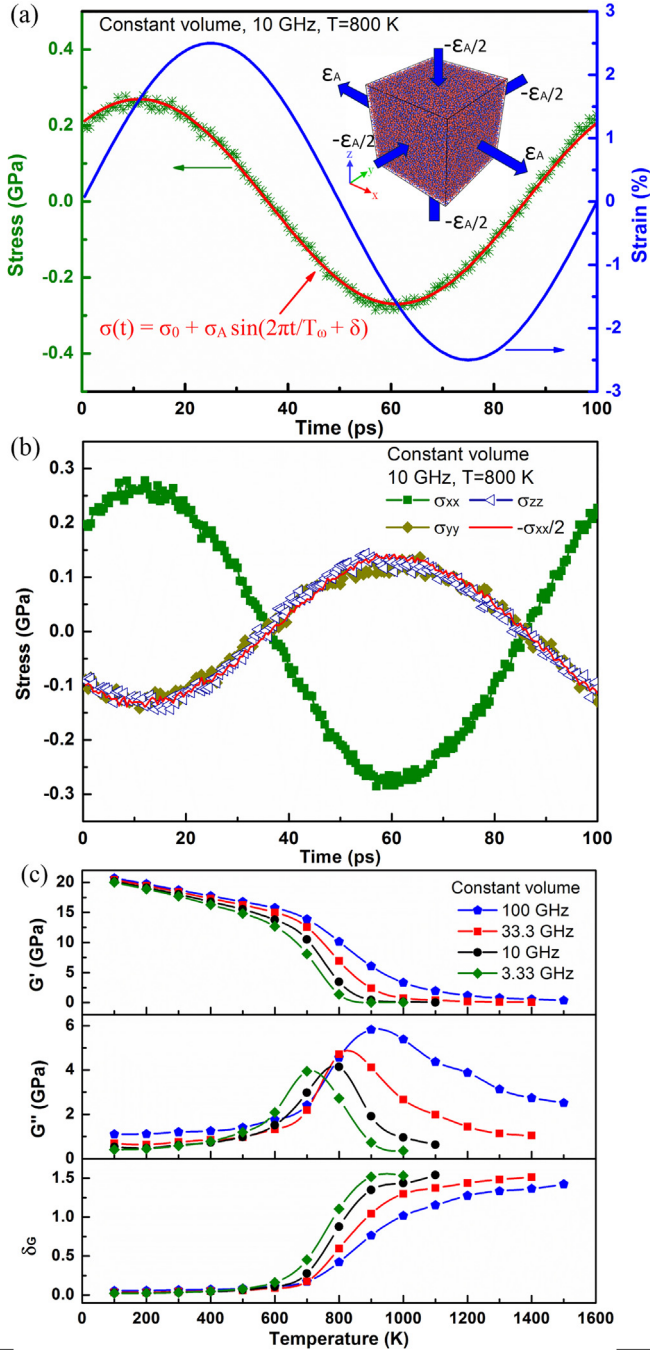 (a)
Constant volume, 10 GHz, T=800 K
0.4
0.2
0.0
-0.2
-0.4
Stress (GPa)
3
2
1
0
-1
-2
-3
Strain (%)
-εA/2
εA
-εA/2
-εA/2
εA
-εA/2
z
y
x
σ(t) = σ0 + σA sin(2πt/Tω + δ)
0 20 40 60 80 100
Time (ps)
(b)
Constant volume
10 GHz, T=800 K
σxx σzz
σyy -σxx/2
0.3
0.2
0.1
0.0
-0.1
-0.2
-0.3
Stress (GPa)
0 20 40 60 80 100
Time (ps)
(c)
Constant volume
100 GHz
33.3 GHz
10 GHz
3.33 GHz
20
15
10
5
0
G' (GPa)
6
4
2
0
G'' (GPa)
1.5
1.0
0.5
0.0
δG
0 200 400 600 800 1000 1200 1400 1600
Temperature (K)